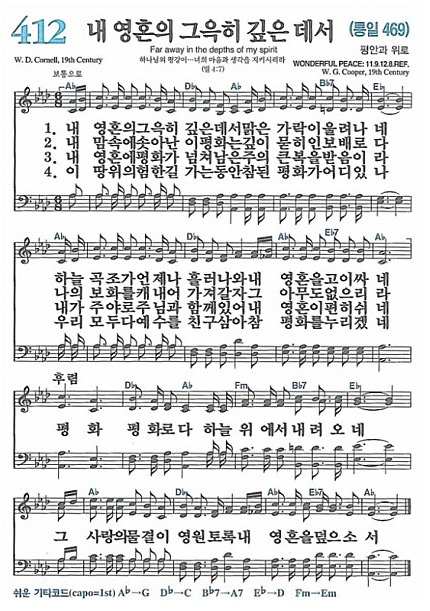 412 내 영혼의 그윽히 깊은 데서 (통일 469)
Far away in the depths of my spirit
평안과 위로
W. D. Cornell, 19th Century
하나님의 평강이…너희 마음과 생각을 지키시리라
WONDERFUL PEACE: 11.9.12.8.REF.
보통으로
(빌 4:7)
W. G. Cooper, 19th Century
A♭ D♭ A♭ B♭7 E♭
1. 내 영혼의그윽히 깊은데서맑은 가락이울려나네
2. 내 맘속에솟아난 이평화는깊이 묻히인보배로다
3. 내 영혼에평화가 넘쳐남은주의 큰복을받음이라
4. 이 땅위의험한길 가는동안참된 평화가어디있나
A♭ D♭ A♭ E♭7 A♭
하늘 곡조가언제나 흘러나와내 영혼을고이싸네
나의 보화를캐내어 가져갈자그 아무도없으리라
내가 주야로주님과 함께있어내 영혼이편히쉬네
우리 모두다예수를 친구삼아참 평화를누리겠네
후렴
D♭ A♭ Fm B♭7 E♭
평화 평화로다 하늘 위에서내려오네
A♭ D♭ A♭ E♭7 A♭
그 사랑의물결이 영원토록내 영혼을덮으소서
쉬운 기타코드(capo=1st) A♭→G D♭→C B♭7→A7 E♭→D Fm→Em